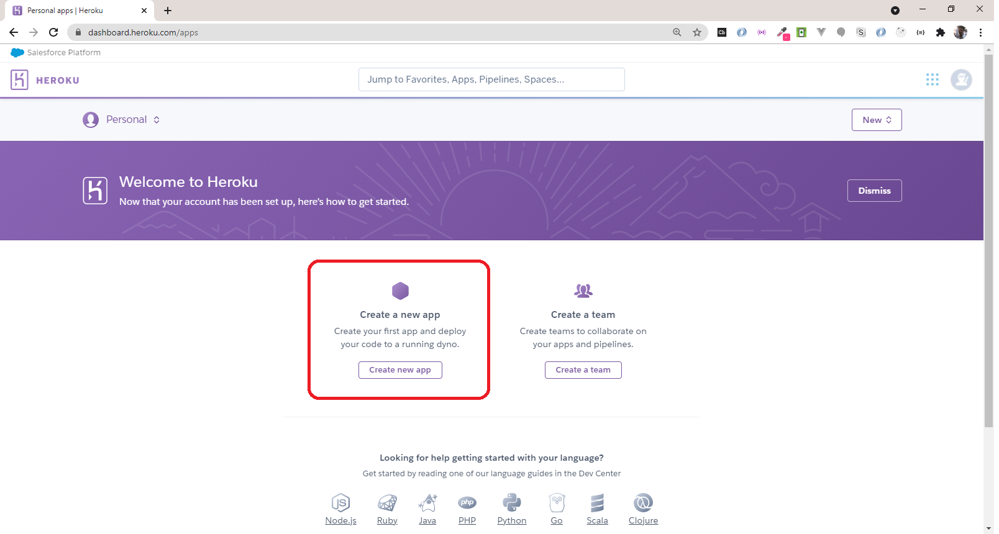 Personal apps | Heroku
dashboard.heroku.com/apps
Salesforce Platform
HEROKU
Jump to Favorites, Apps, Pipelines, Spaces...
Personal
New
Welcome to Heroku
Now that your account has been set up, here's how to get started.
Dismiss
Create a new app
Create your first app and deploy
your code to a running dyno.
Create new app
Create a team
Create teams to collaborate on
your apps and pipelines.
Create a team
Looking for help getting started with your language?
Get started by reading one of our language guides in the Dev Center
JS
php
Node.js
Ruby
Java
PHP
Python
Go
Scala
Clojure